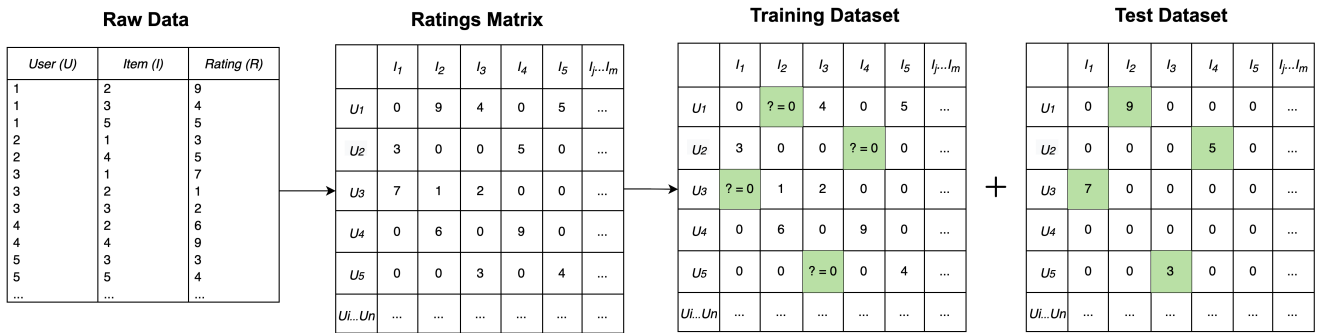 Raw Data
User (U) Item (I) Rating (R)
1 2 9
1 3 4
1 5 5
2 1 3
2 4 5
3 1 7
3 2 1
3 3 2
4 2 6
4 4 9
5 3 3
5 5 4
... ... ...
Ratings Matrix
I1 I2 I3 I4 I5 Ij...Im
U1 0 9 4 0 5 ...
U2 3 0 0 5 0 ...
U3 7 1 2 0 0 ...
U4 0 6 0 9 0 ...
U5 0 0 3 0 4 ...
Ui...Un ... ... ... ... ... ...
Training Dataset
I1 I2 I3 I4 I5 Ij...Im
U1 0 ? = 0 4 0 5 ...
U2 3 0 0 ? = 0 0 ...
U3 ? = 0 1 2 0 0 ...
U4 0 6 0 9 0 ...
U5 0 0 ? = 0 0 4 ...
Ui...Un ... ... ... ... ... ...
+
Test Dataset
I1 I2 I3 I4 I5 Ij...Im
U1 0 9 0 0 0 ...
U2 0 0 0 5 0 ...
U3 7 0 0 0 0 ...
U4 0 0 0 0 0 ...
U5 0 0 3 0 0 ...
Ui...Un ... ... ... ... ... ...